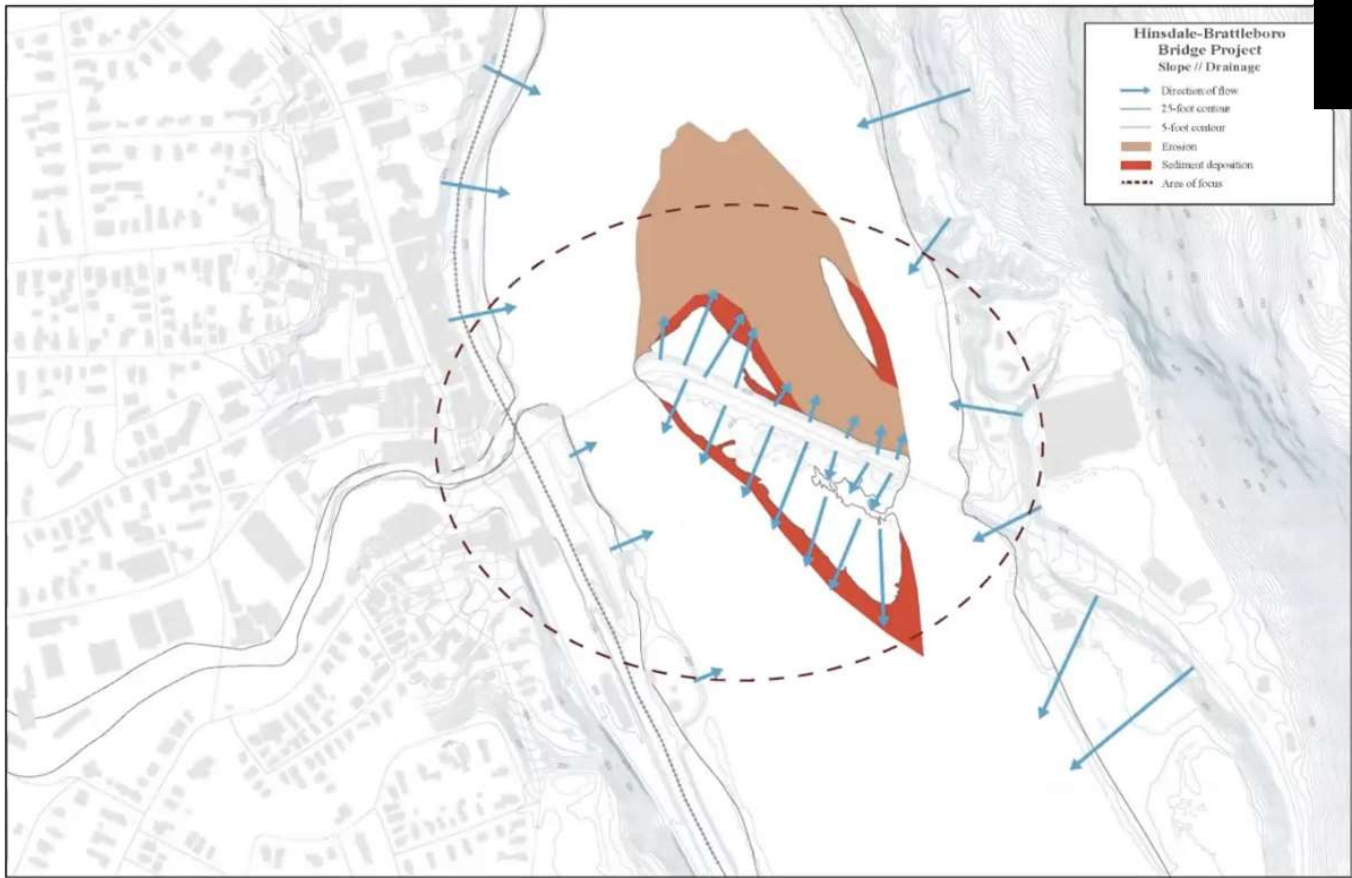 Hinsdale-Brattleboro
Bridge Project
Slope // Drainage
Direction of flow
25-foot contour
5-foot contour
Erosion
Sediment deposition
Area of focus